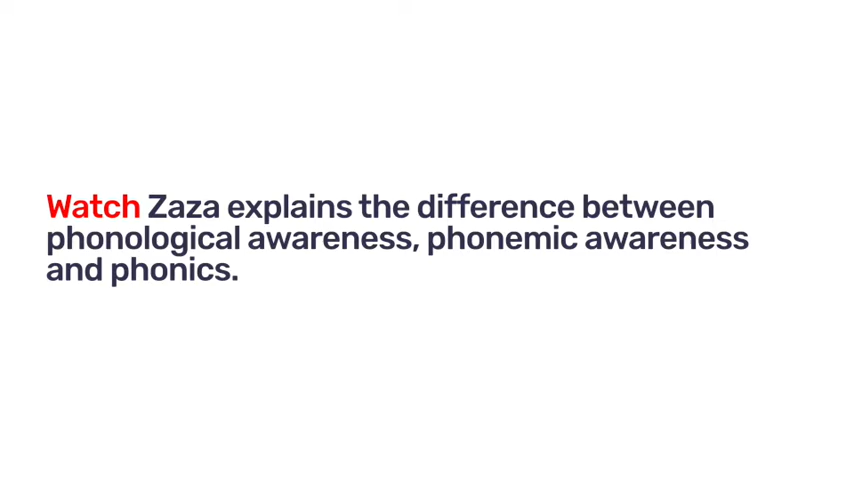 Watch Zaza explains the difference between
phonological awareness, phonemic awareness
and phonics.